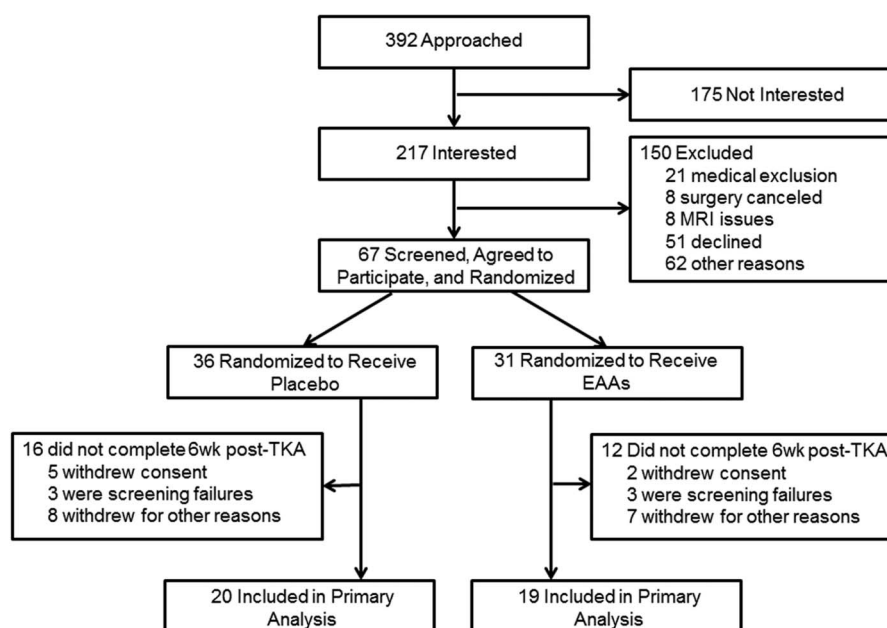 392 Approached
175 Not Interested
217 Interested
150 Excluded
21 medical exclusion
8 surgery canceled
8 MRI issues
51 declined
62 other reasons
67 Screened, Agreed to
Participate, and Randomized
36 Randomized to Receive
Placebo
31 Randomized to Receive
EAAs
16 did not complete 6wk post-TKA
5 withdrew consent
3 were screening failures
8 withdrew for other reasons
12 Did not complete 6wk post-TKA
2 withdrew consent
3 were screening failures
7 withdrew for other reasons
20 Included in Primary
Analysis
19 Included in Primary
Analysis